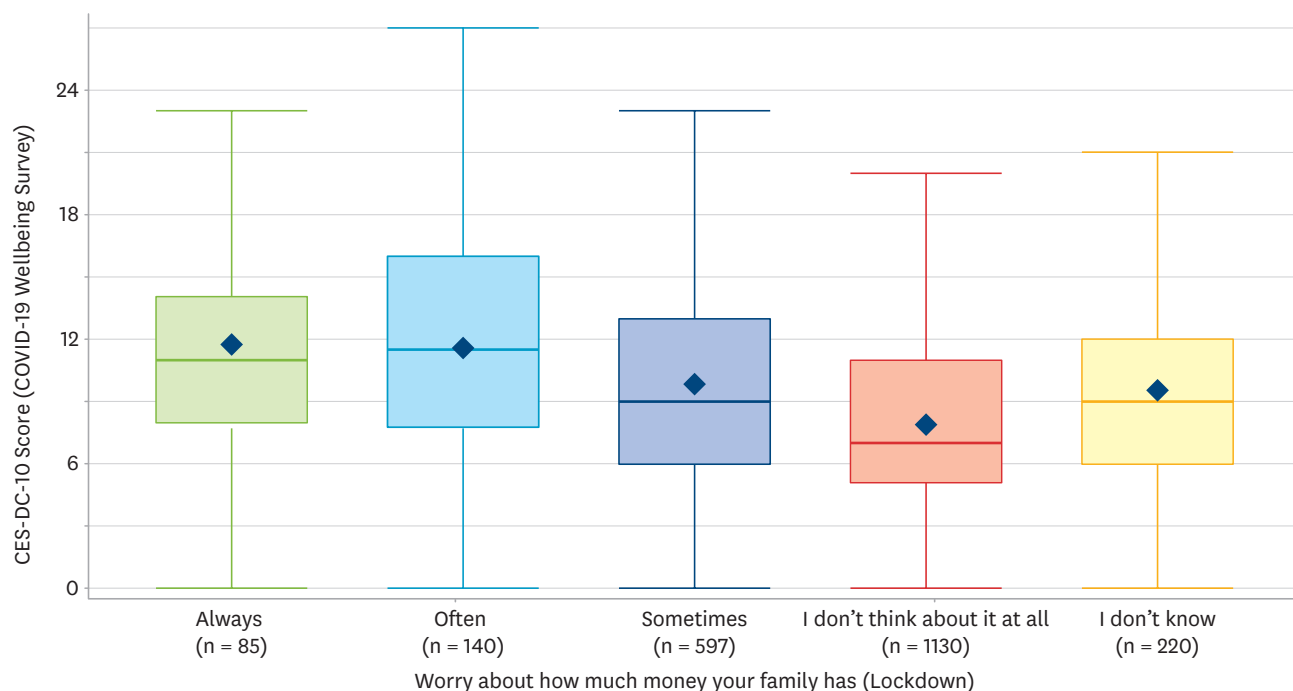 CES-DC-10 Score (COVID-19 Wellbeing Survey)
24
18
12
6
0
Always
(n = 85)
Often
(n = 140)
Sometimes
(n = 597)
I don’t think about it at all
(n = 1130)
I don’t know
(n = 220)
Worry about how much money your family has (Lockdown)